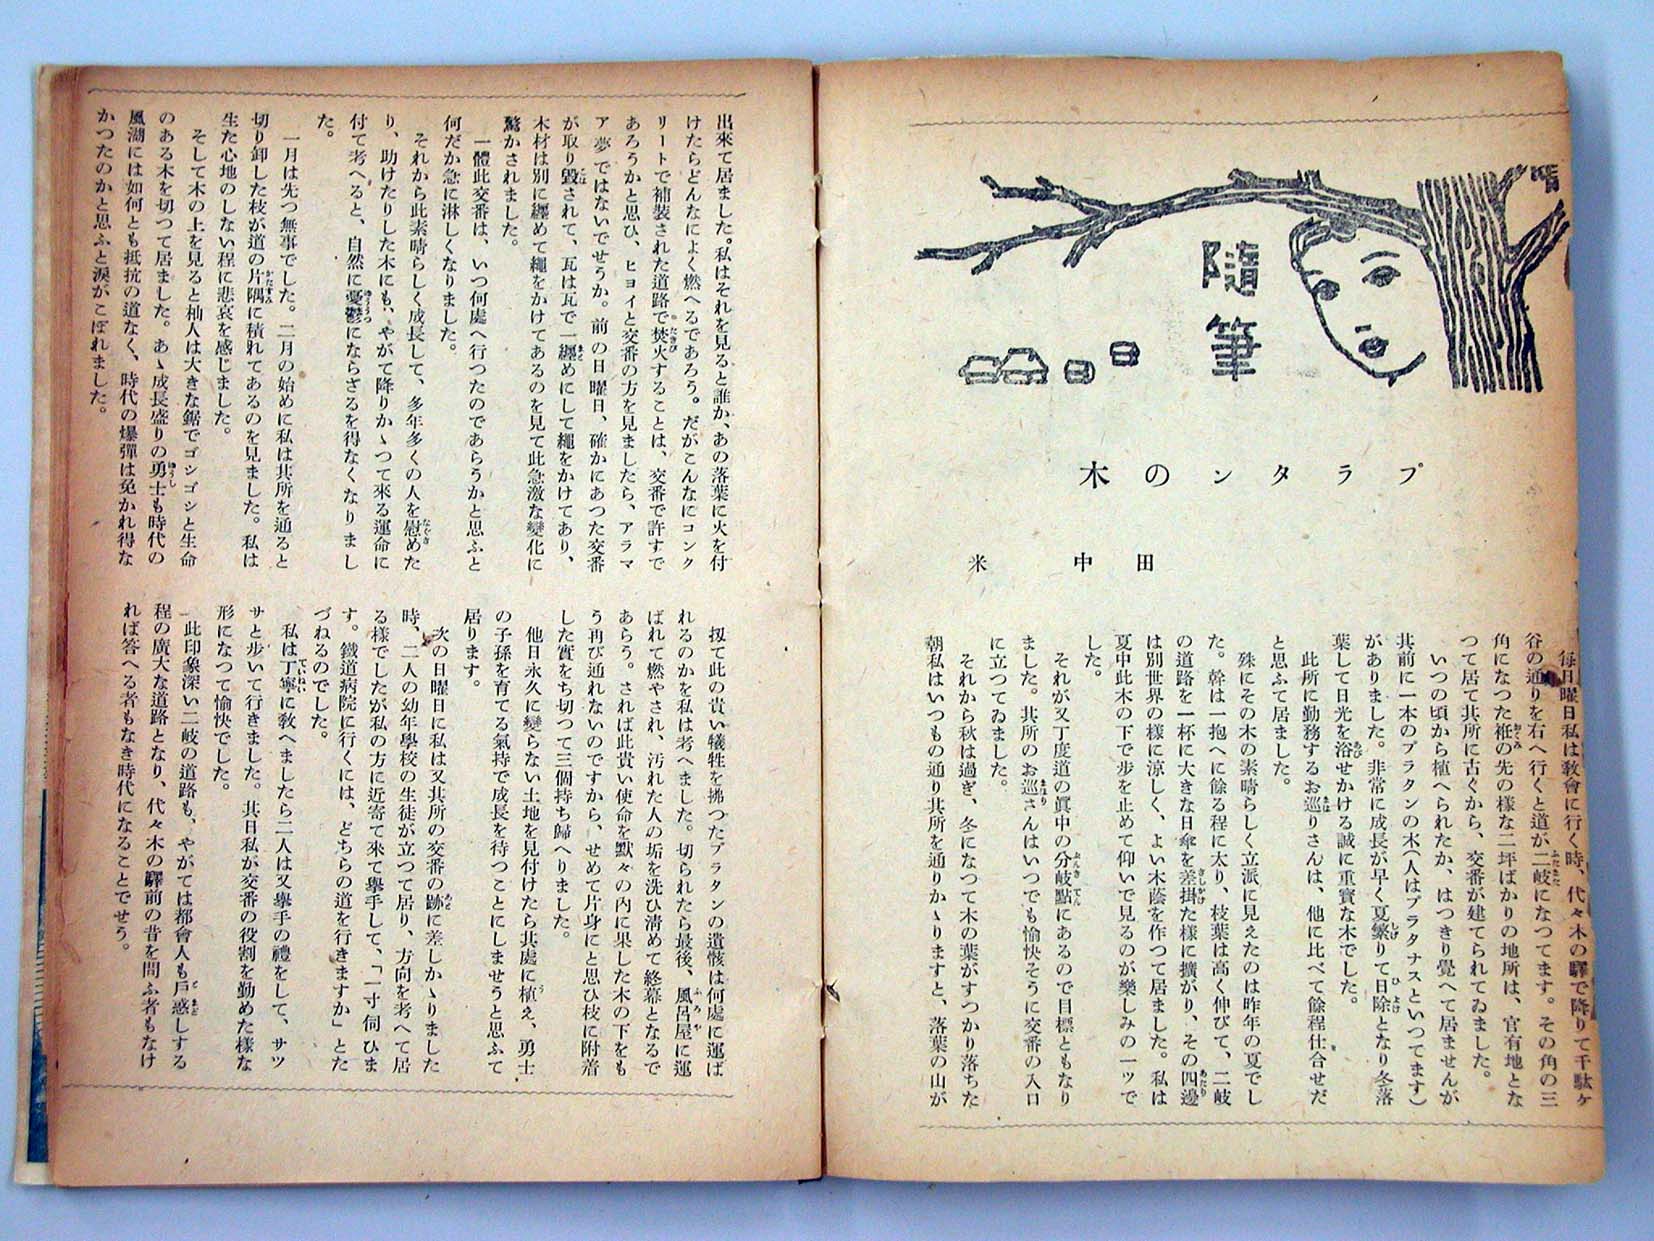 隨筆
プラタンの木
田中米
每日曜日私は敎會に行く時、代々木の驛で降りて千駄ヶ
谷の通りを右へ行くと道が二岐になつてます。その角の三
角になつた袵の先の樣な二坪ばかりの地所は、官有地とな
つて居て其所に古くから、交番が建てられてゐました。
いつの頃から植へられたか、はつきり覺へて居ませんが
其前に一本のプラタンの木(人はプラタナスといつてます)
がありました。非常に成長が早く夏繁りて日除となり冬落
葉して日光を浴せかける誠に重寳な木でした。
此所に勤務するお巡りさんは、他に比べて餘程仕合せだ
と思ふて居ました。
殊にその木の素晴らしく立派に見えたのは昨年の夏でし
た。幹は一抱へに餘る程に太り、枝葉は高く伸びて、二岐
の道路を一杯に大きな日傘を差掛た樣に擴がり、その四邊
は別世界の樣に涼しく、よい木蔭を作つて居ました。私は
夏中此木の下で步を止めて仰いで見るのが樂しみの一ッで
した。
それが又丁度道の眞中の分岐點にあるので目標ともなり
ました。其所のお巡さんはいつでも愉快そうに交番の入口
に立つてゐました。
それから秋は過ぎ、冬になつて木の葉がすつかり落ちた
朝私はいつもの通り其所を通りかゝりますと、落葉の山が
出來て居ました。私はそれを見ると誰か、あの落葉に火を付
けたらどんなによく燃へるであろう。だがこんなにコンク
リートで補裝された道路で焚火することは、交番で許すで
あろうかと思ひ、ヒョイと交番の方を見ましたら、アラマ
ア夢ではないでせうか。前の日曜日、確かにあつた交番
が取り毀されて、瓦は瓦で一纒めにして繩をかけてあり、
木材は別に纒めて繩をかけてあるのを見て此急激な變化に
驚かされました。
一體此交番は、いつ何處へ行つたのであらうかと思ふと
何だか急に淋しくなりました。
それから此素晴らしく成長して、多年多くの人を慰めた
り、助けたりした木にも、やがて降りかゝつて來る運命に
付て考へると、自然に憂鬱にならざるを得なくなりまし
た。
一月は先つ無事でした。二月の始めに私は其所を通ると
切り卸した枝が道の片隅に積れてあるのを見ました。私は
生た心地のしない程に悲哀を感じました。
そして木の上を見ると杣人は大きな鋸でゴシゴシと生命
のある木を切つて居ました。あゝ成長盛りの勇士も時代の
風潮には如何とも抵抗の道なく、時代の爆彈は免かれ得な
かつたのかと思ふと淚がこぼれました。
扨て此の貴い犧牲を拂つたプラタンの遺骸は何處に運ば
れるのかを私は考へました。切られたら最後、風呂屋に運
ばれて燃やされ、汚れた人の垢を洗ひ淸めて終幕となるで
あらう。されば此貴い使命を默々の內に果した木の下をも
う再び通れないのですから、せめて片身にと思ひ枝に附着
した實をち切つて三個持ち歸へりました。
他日永久に變らない土地を見付けたら其處に植え、勇士
の子孫を育てる氣持で成長を待つことにしませうと思ふて
居ります。
次の日曜日に私は又其所の交番の跡に差しかゝりました
時、二人の幼年學校の生徒が立つて居り、方向を考へて居
る樣でしたが私の方に近寄て來て擧手して、「一寸伺ひま
す。鐵道病院に行くには、どちらの道を行きますか」とた
づねるのでした。
私は丁寧に敎へましたら二人は又擧手の禮をして、サツ
サと步いて行きました。其日私が交番の役割を勤めた樣な
形になつて愉快でした。
此印象深い二岐の道路も、やがては都會人も戶惑しする
程の廣大な道路となり、代々木の驛前の昔を問ふ者もなけ
れば答へる者もなき時代になることでせう。